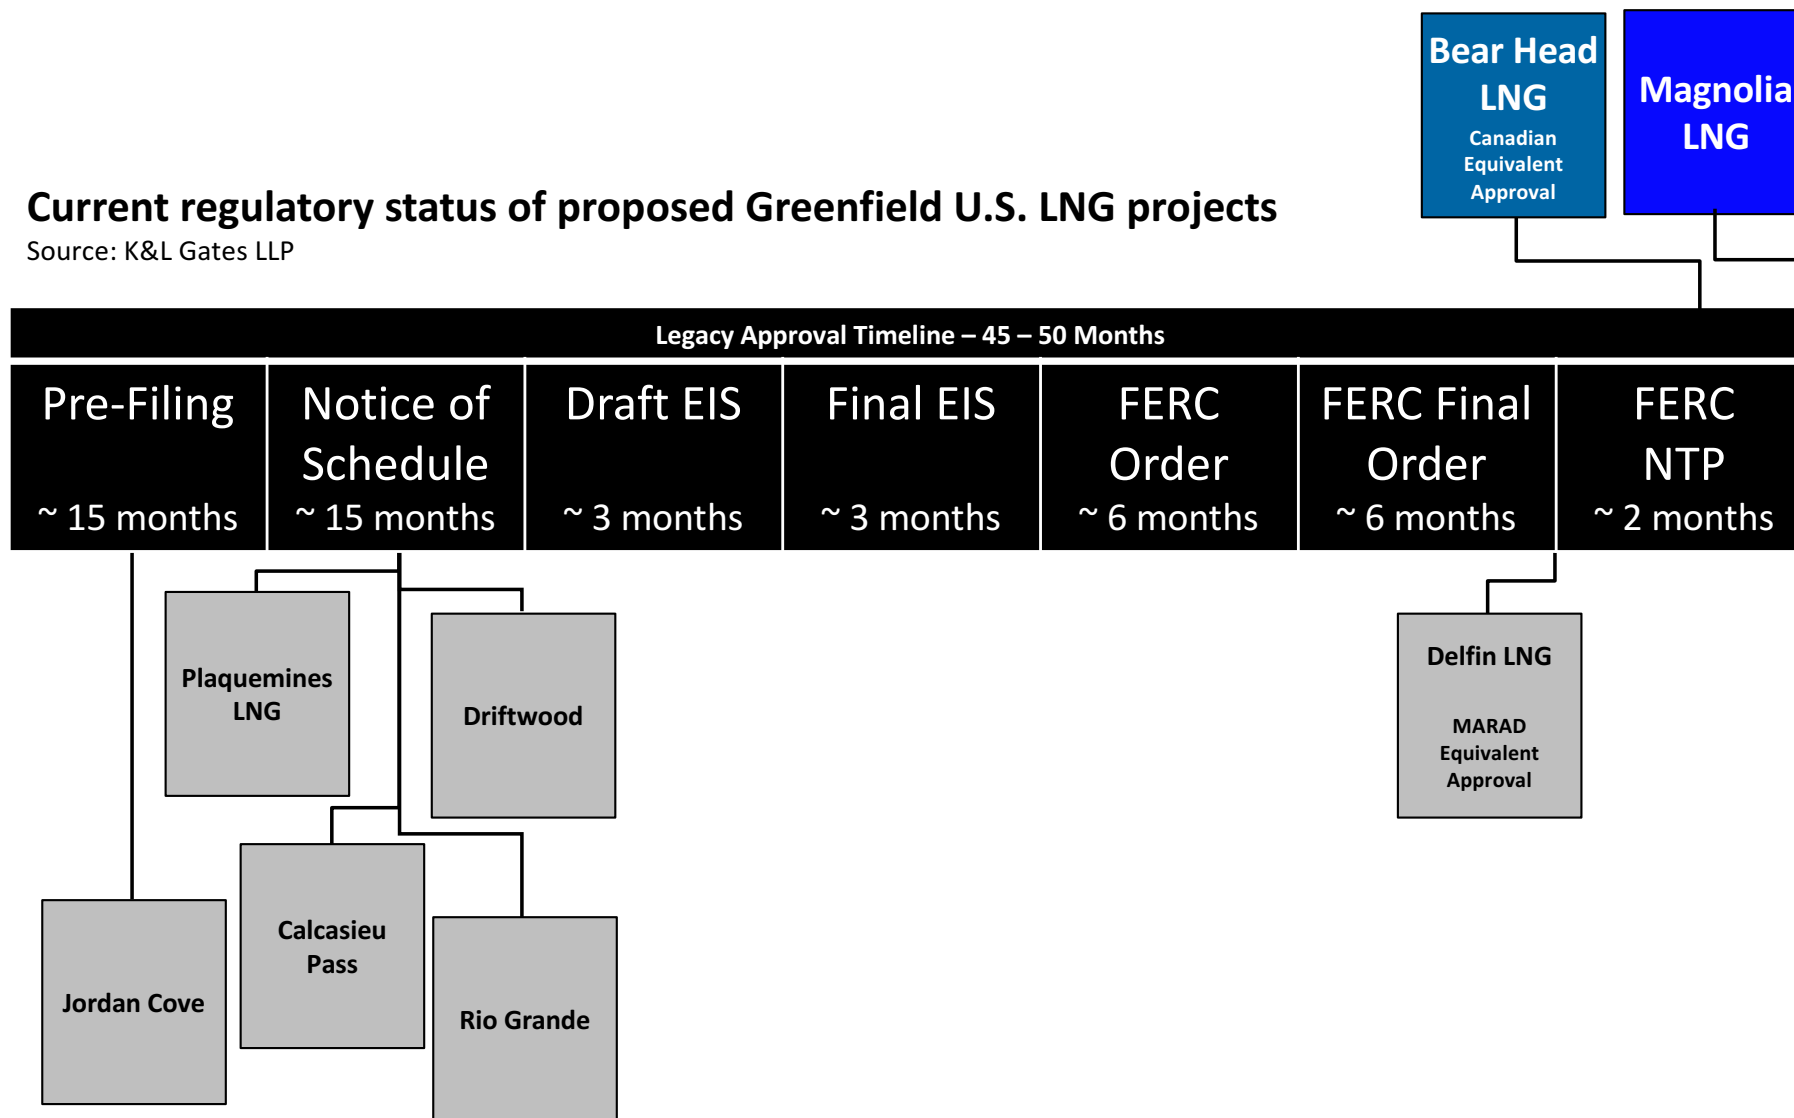 Bear Head
LNG
Canadian
Equivalent
Approval
Magnolia
LNG
Current regulatory status of proposed Greenfield U.S. LNG projects
Source: K&L Gates LLP
Legacy Approval Timeline – 45 – 50 Months
Pre-Filing
~ 15 months
Notice of
Schedule
~ 15 months
Draft EIS
~ 3 months
Final EIS
~ 3 months
FERC
Order
~ 6 months
FERC Final
Order
~ 6 months
FERC
NTP
~ 2 months
Plaquemines
LNG
Driftwood
Delfin LNG
MARAD
Equivalent
Approval
Calcasieu
Pass
Jordan Cove
Rio Grande